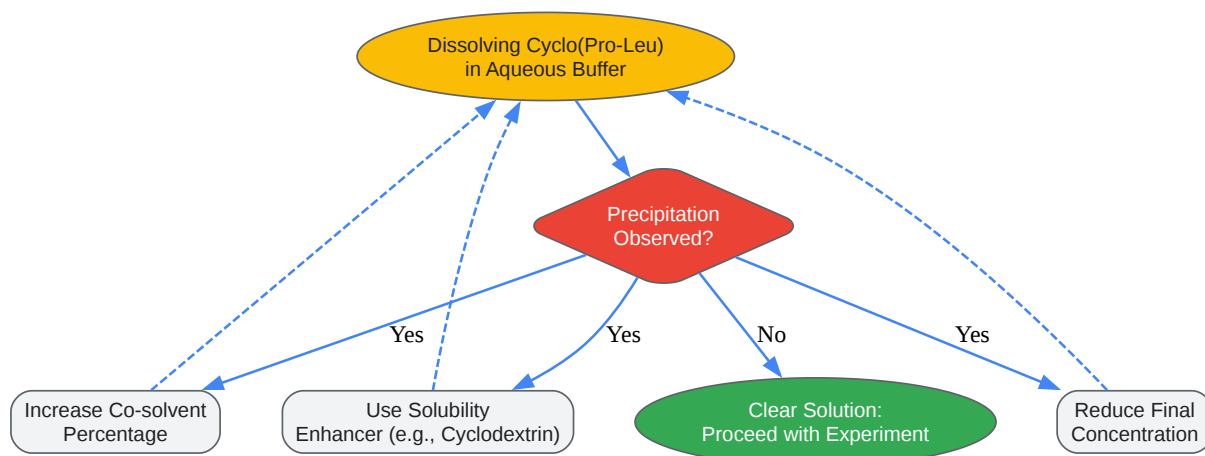 Dissolving Cyclo(Pro-Leu)
in Aqueous Buffer
Precipitation
Observed?
Yes
Yes
No
Yes
Increase Co-solvent
Percentage
Use Solubility
Enhancer (e.g., Cyclodextrin)
Clear Solution:
Proceed with Experiment
Reduce Final
Concentration